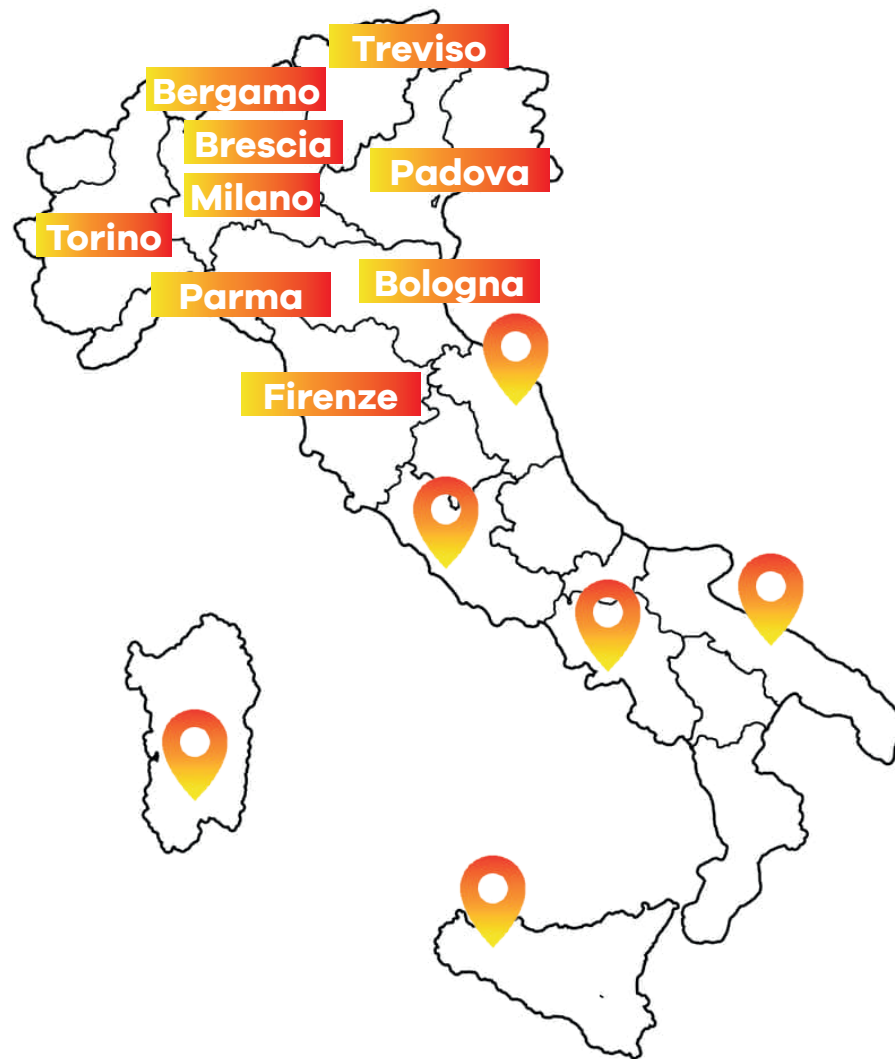 Treviso
Bergamo
Brescia
Padova
Milano
Torino
Bologna
Parma
Firenze